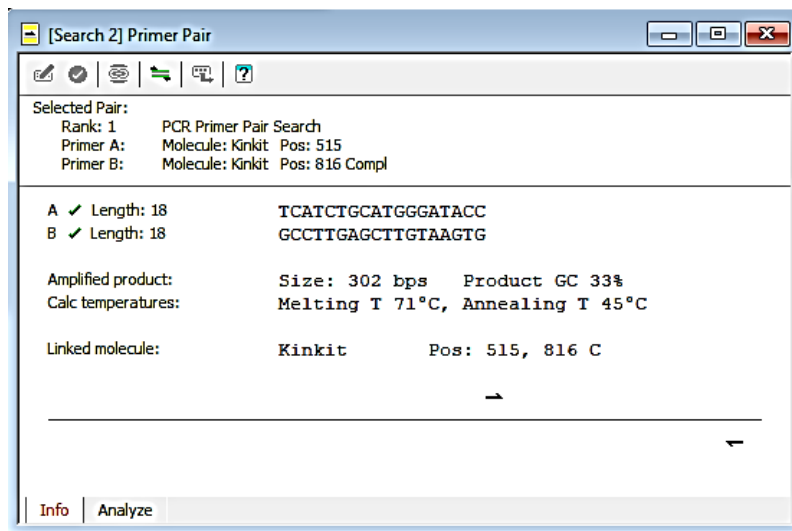 [Search 2] Primer Pair
?
Selected Pair:
Rank: 1 PCR Primer Pair Search
Primer A: Molecule: Kinkit Pos: 515
Primer B: Molecule: Kinkit Pos: 816 Compl
A ✓ Length: 18 TCATCTGCATGGGATACC
B ✓ Length: 18 GCCTTGAGCTTGTAAGTG
Amplified product: Size: 302 bps Product GC 33%
Calc temperatures: Melting T 71°C, Annealing T 45°C
Linked molecule: Kinkit Pos: 515, 816 C
Info Analyze